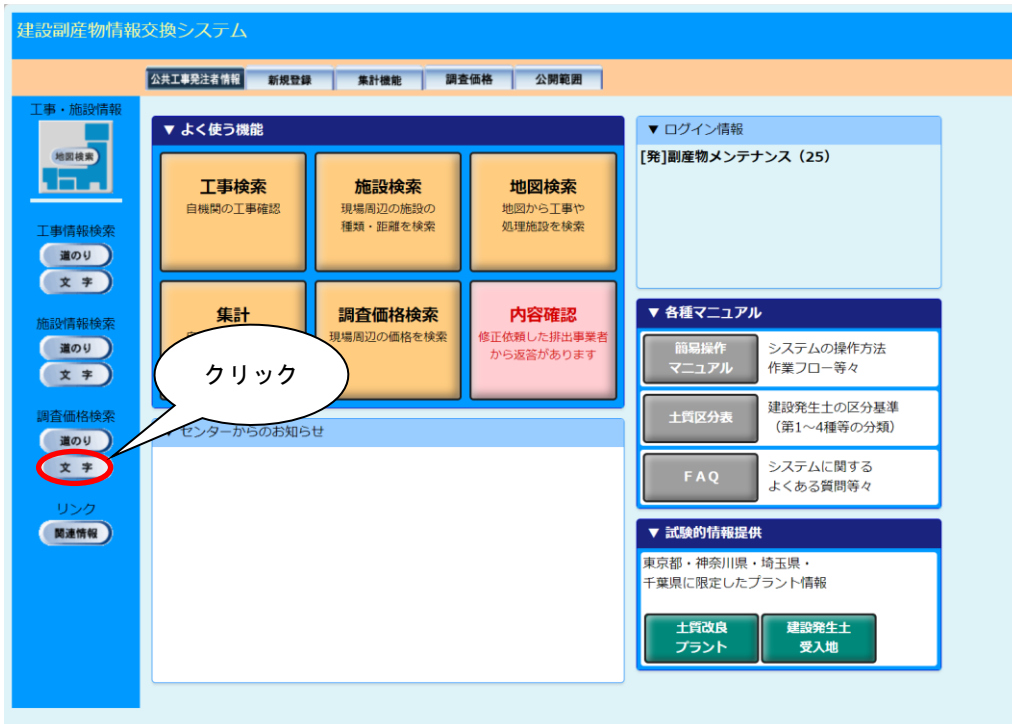 建設副産物情報交換システム
公共工事発注者情報
新規登録
集計機能
調査価格
公開範囲
工事・施設情報
地図検索
工事情報検索
道のり
文 字
施設情報検索
道のり
文 字
調査価格検索
道のり
文 字
リンク
関連情報
▼ よく使う機能
工事検索
自機関の工事確認
施設検索
現場周辺の施設の
種類・距離を検索
地図検索
地図から工事や
処理施設を検索
集計
調査価格検索
現場周辺の価格を検索
内容確認
修正依頼した排出事業者
から返答があります
クリック
センターからのお知らせ
▼ ログイン情報
[発]副産物メンテナンス（25）
▼ 各種マニュアル
簡易操作
マニュアル
システムの操作方法
作業フロー等々
土質区分表
建設発生土の区分基準
（第1～4種等の分類）
ＦＡＱ
システムに関する
よくある質問等々
▼ 試験的情報提供
東京都・神奈川県・埼玉県・
千葉県に限定したプラント情報
土質改良
プラント
建設発生土
受入地